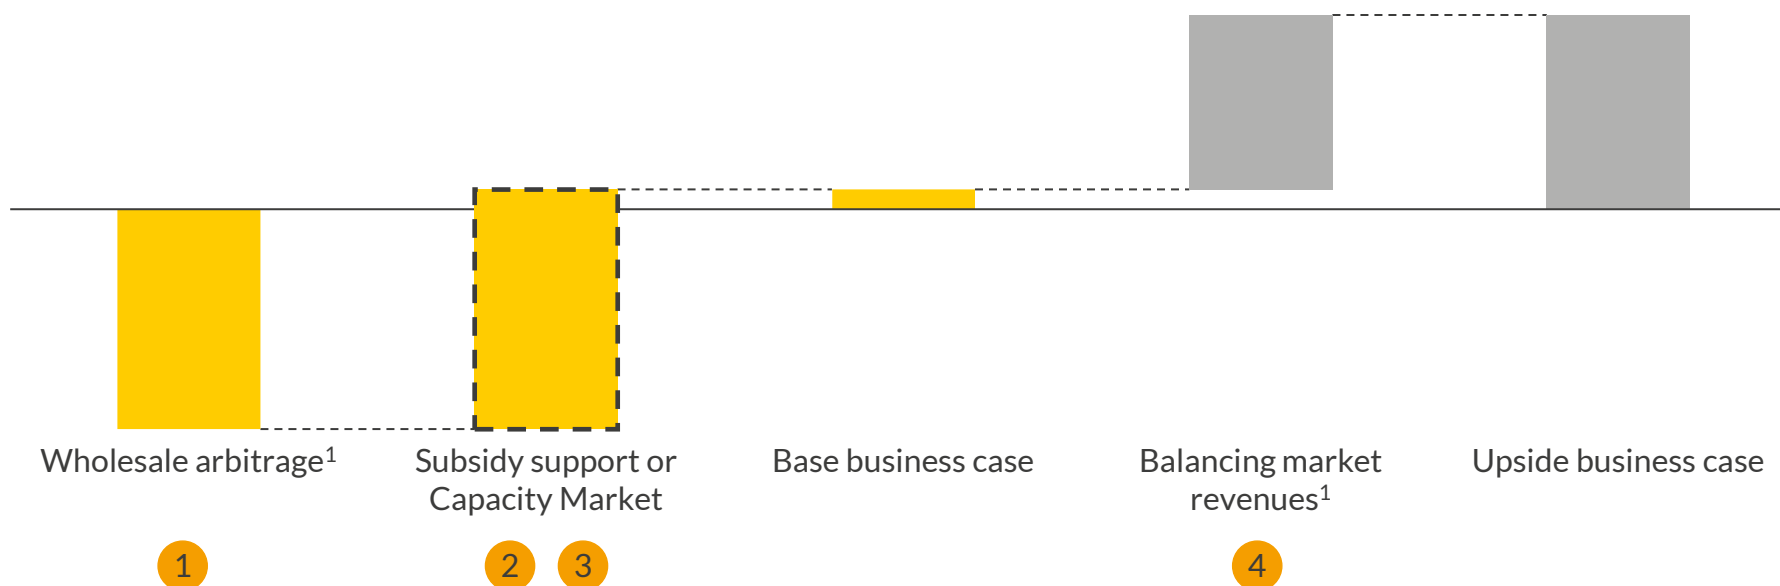 Wholesale arbitrage¹
Subsidy support or
Capacity Market
Base business case
Balancing market
revenues¹
Upside business case
1
2
3
4